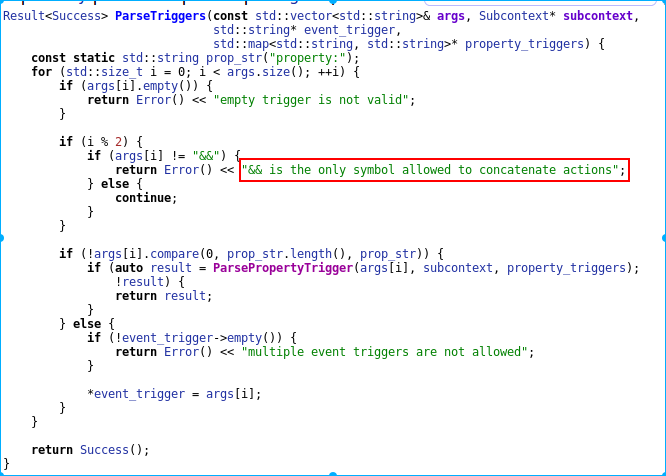 Result<Success> ParseTriggers(const std::vector<std::string>& args, Subcontext* subcontext,
                              std::string* event_trigger,
                              std::map<std::string, std::string>* property_triggers) {
    const static std::string prop_str("property:");
    for (std::size_t i = 0; i < args.size(); ++i) {
        if (args[i].empty()) {
            return Error() << "empty trigger is not valid";
        }

        if (i % 2) {
            if (args[i] != "&&") {
                return Error() << "&& is the only symbol allowed to concatenate actions";
            } else {
                continue;
            }
        }

        if (!args[i].compare(0, prop_str.length(), prop_str)) {
            if (auto result = ParsePropertyTrigger(args[i], subcontext, property_triggers);
                !result) {
                return result;
            }
        } else {
            if (!event_trigger->empty()) {
                return Error() << "multiple event triggers are not allowed";
            }

            *event_trigger = args[i];
        }
    }

    return Success();
}